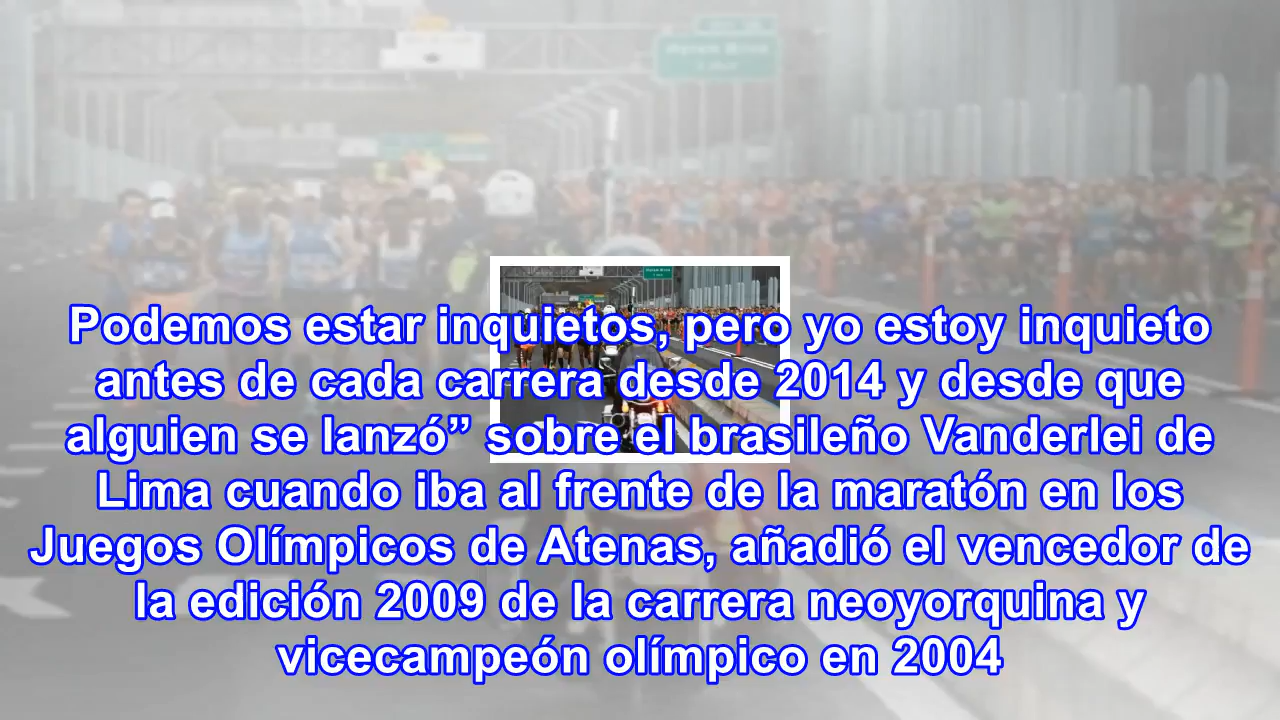 Podemos estar inquietos, pero yo estoy inquieto
antes de cada carrera desde 2014 y desde que
alguien se lanzó” sobre el brasileño Vanderlei de
Lima cuando iba al frente de la maratón en los
Juegos Olímpicos de Atenas, añadió el vencedor de
la edición 2009 de la carrera neoyorquina y
vicecampeón olímpico en 2004